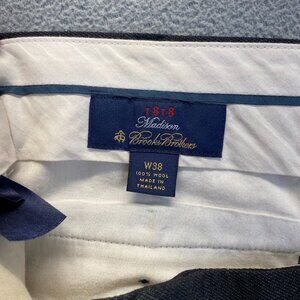 1818
Madison
Brooks Brothers
W38
100% WOOL
MADE IN
THAILAND